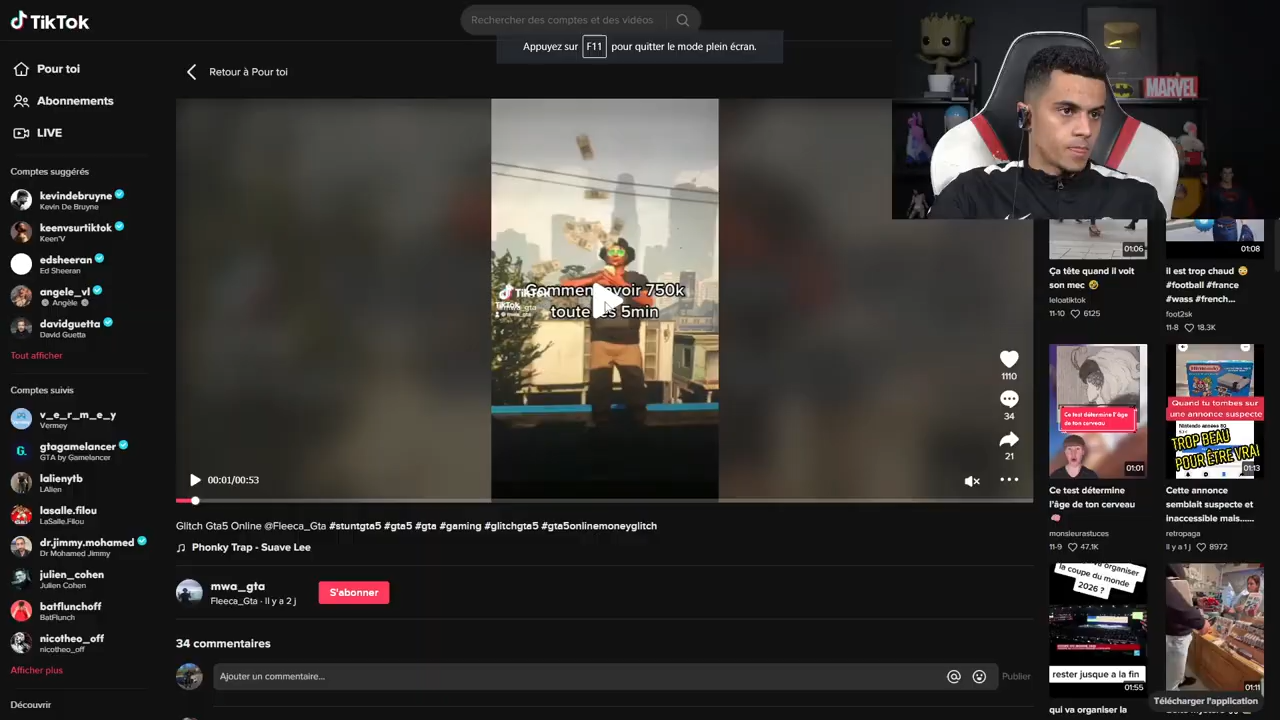 TikTok
Rechercher des comptes et des vidéos
Appuyez sur F11 pour quitter le mode plein écran.
Pour toi
Abonnements
LIVE
Comptes suggérés
kevindebruyne
Kevin De Bruyne
keenvsurtiktok
Keen'V
edsheeran
Ed Sheeran
angele_vl
Angèle
davidguetta
David Guetta
Tout afficher
Comptes suivis
v_e_r_m_e_y
Vermey
gtagamelancer
GTA by Gamelancer
lalienytb
LAlien
lasalle.filou
LaSalle.Filou
dr.jimmy.mohamed
Dr Mohamed Jimmy
julien_cohen
Julien Cohen
batflunchoff
BatFlunch
nicotheo_off
nicotheo_off
Afficher plus
Découvrir
Retour à Pour toi
750k
5min
1110
34
21
00:01/00:53
Glitch Gta5 Online @Fleeca_Gta #stuntgta5 #gta5 #gta #gaming #glitchgta5 #gta5onlinemoneyglitch
Phonky Trap - Suave Lee
mwa_gta
Fleeca_Gta · Il y a 2 j
S'abonner
34 commentaires
Ajouter un commentaire...
Publier
MARVEL
01:06
Ça tête quand il voit
son mec 🤣
leloatiktok
11-10 6125
01:08
Il est trop chaud 😳
#football #france
#wass #french...
foot2sk
11-8 18.3K
Ce test détermine l'âge
de ton cerveau
01:01
Ce test détermine
l'âge de ton cerveau
🧠
monsieurastuces
11-9 47.1K
Quand tu tombes sur
une annonce suspecte
TROP BEAU
POUR ÊTRE VRAI
01:13
Cette annonce
semblait suspecte et
inaccessible mais......
retropaga
Il y a 1 j 8972
va organiser
la coupe du monde
2026 ?
rester jusque a la fin
01:55
qui va organiser la
01:11
Télécharger l'application